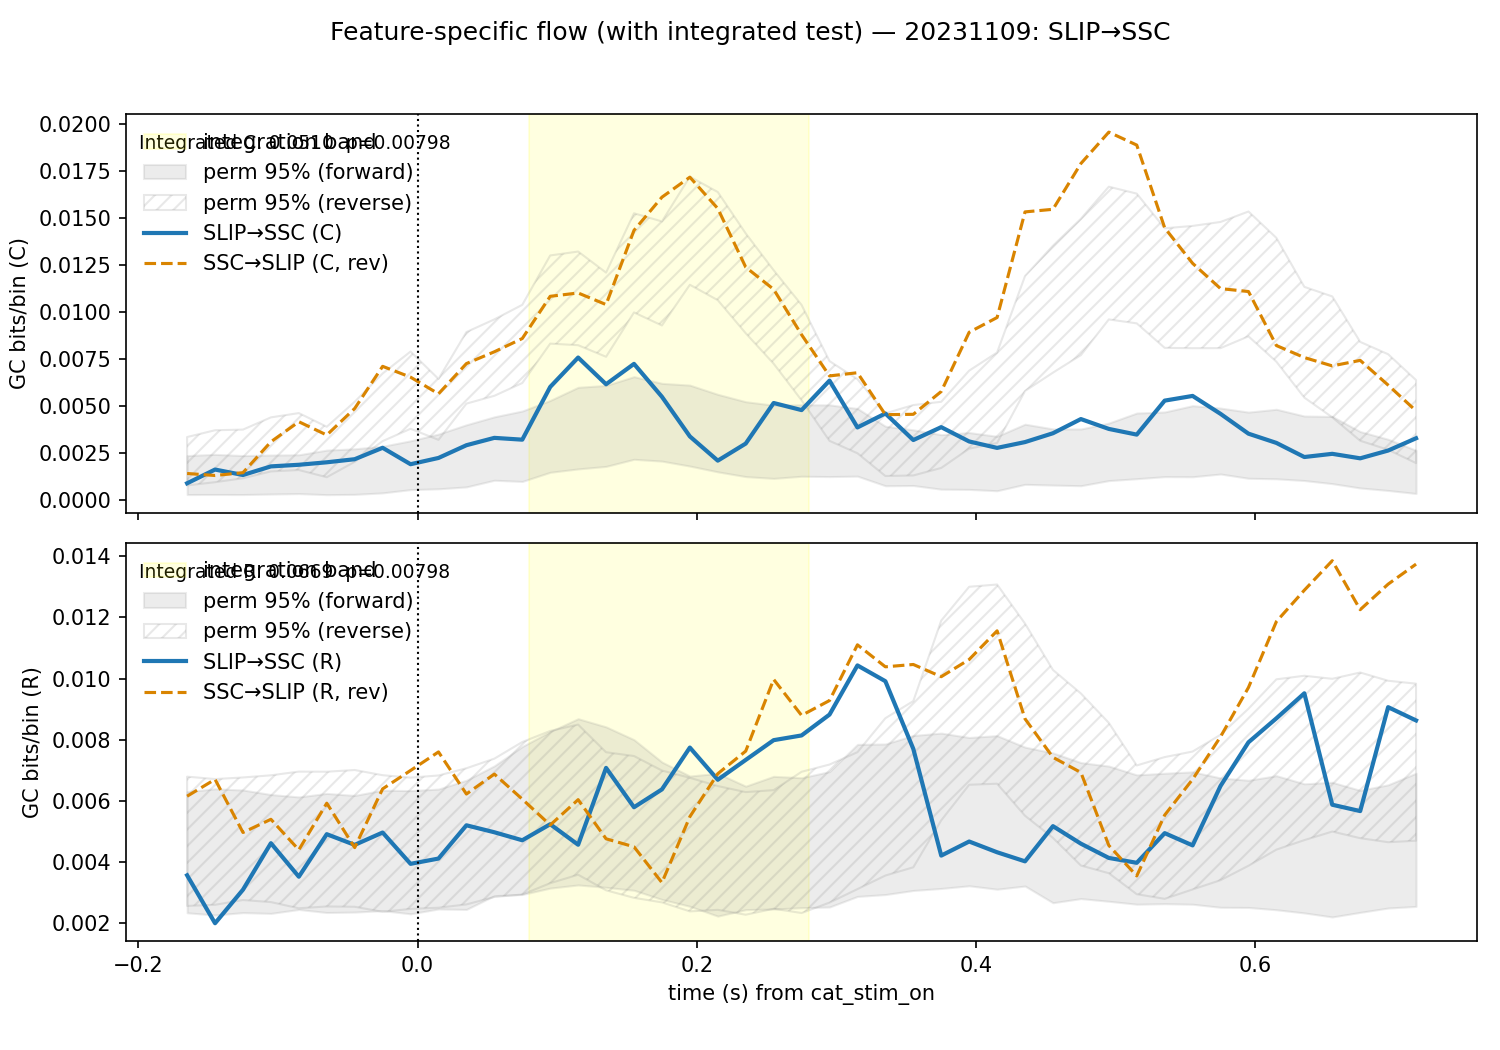 Feature-specific flow (with integrated test) — 20231109: SLIP→SSC
GC bits/bin (C)
0.0200
0.0175
0.0150
0.0125
0.0100
0.0075
0.0050
0.0025
0.0000
Integrated C: 0.0510 p=0.00798
integration band
perm 95% (forward)
perm 95% (reverse)
SLIP→SSC (C)
SSC→SLIP (C, rev)
GC bits/bin (R)
0.014
0.012
0.010
0.008
0.006
0.004
0.002
Integrated R: 0.0669 p=0.00798
integration band
perm 95% (forward)
perm 95% (reverse)
SLIP→SSC (R)
SSC→SLIP (R, rev)
−0.2 0.0 0.2 0.4 0.6
time (s) from cat_stim_on